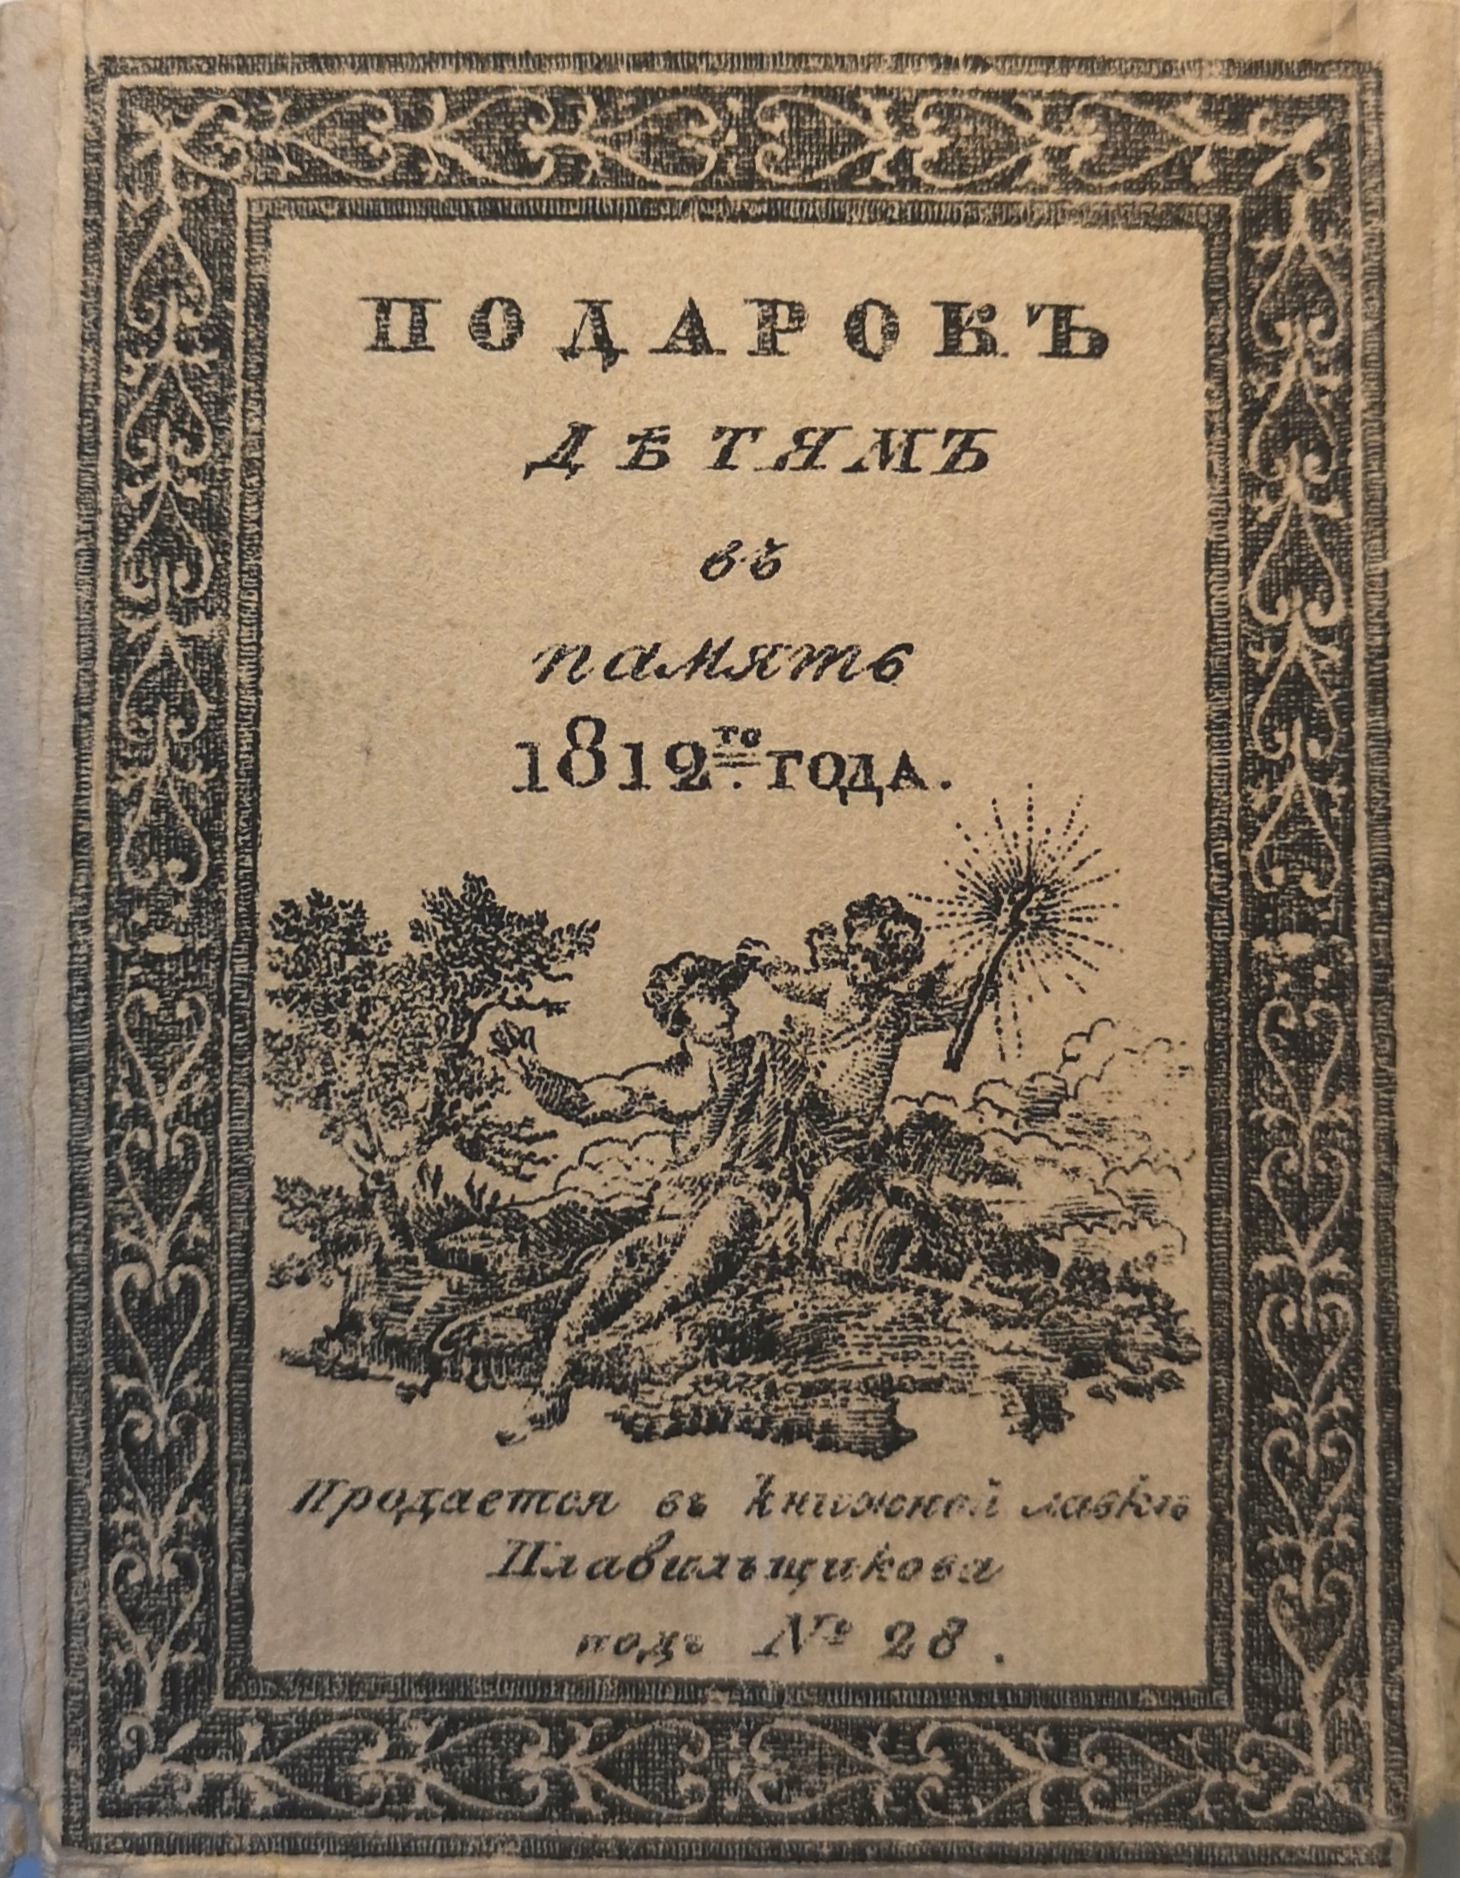 ПОДАРОКЪ
ДѢТЯМЪ
въ
память
1812го. ГОДА.
Продается въ книжной лавкѣ
Плавильщикова
подъ № 28.